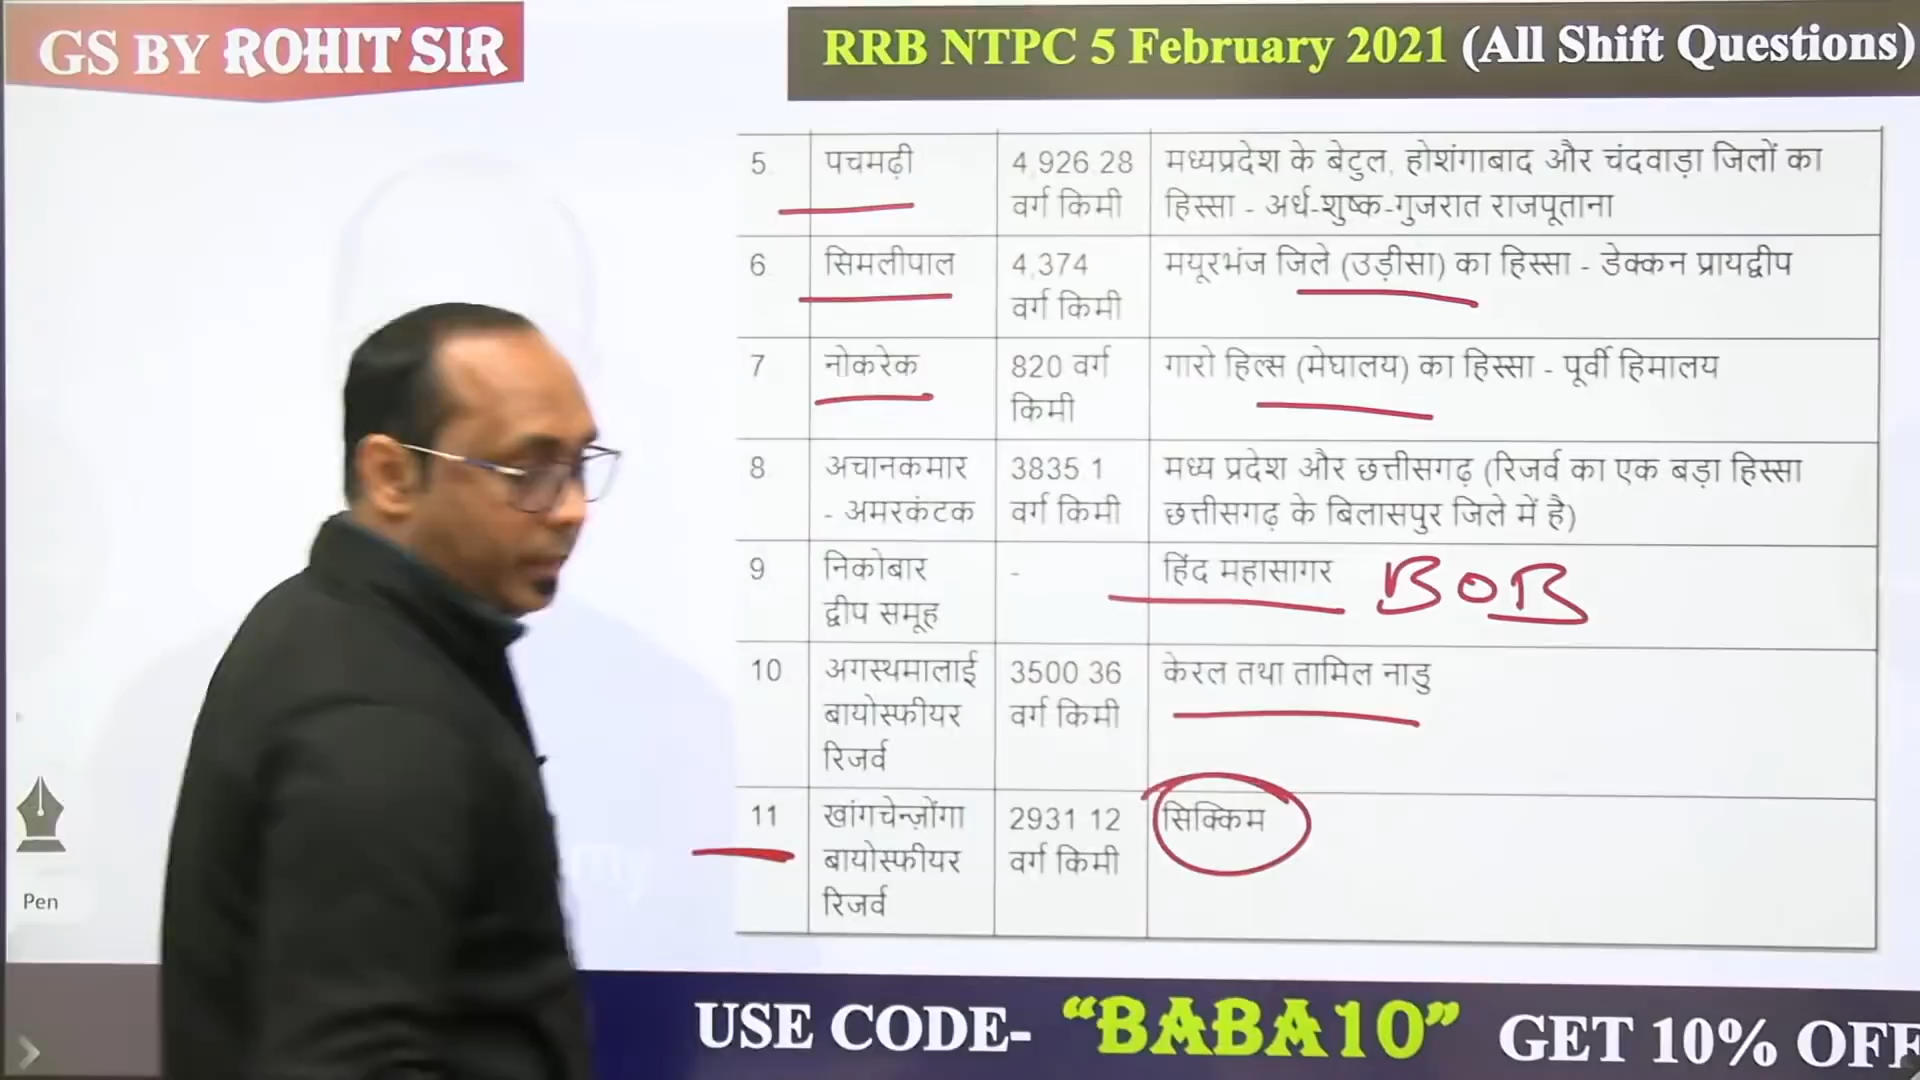 GS BY ROHIT SIR
RRB NTPC 5 February 2021 (All Shift Questions)
5. पचमढ़ी 4,926.28 मध्यप्रदेश के बेटुल, होशंगाबाद और चंदवाड़ा जिलों का
वर्ग किमी हिस्सा - अर्ध-शुष्क-गुजरात राजपूताना
6. सिमलीपाल 4,374 मयूरभंज जिले (उड़ीसा) का हिस्सा - डेक्कन प्रायद्वीप
वर्ग किमी
7 नोकरेक 820 वर्ग गारो हिल्स (मेघालय) का हिस्सा - पूर्वी हिमालय
किमी
8 अचानकमार 3835.1 मध्य प्रदेश और छत्तीसगढ़ (रिजर्व का एक बड़ा हिस्सा
- अमरकंटक वर्ग किमी छत्तीसगढ़ के बिलासपुर जिले में है)
9 निकोबार - हिंद महासागर BOB
द्वीप समूह
10 अगस्थमालाई 3500.36 केरल तथा तामिल नाडु
बायोस्फीयर वर्ग किमी
रिजर्व
11 खांगचेन्ज़ोंगा 2931.12 सिक्किम
बायोस्फीयर वर्ग किमी
रिजर्व
Pen
USE CODE- “BABA10” GET 10% OFF